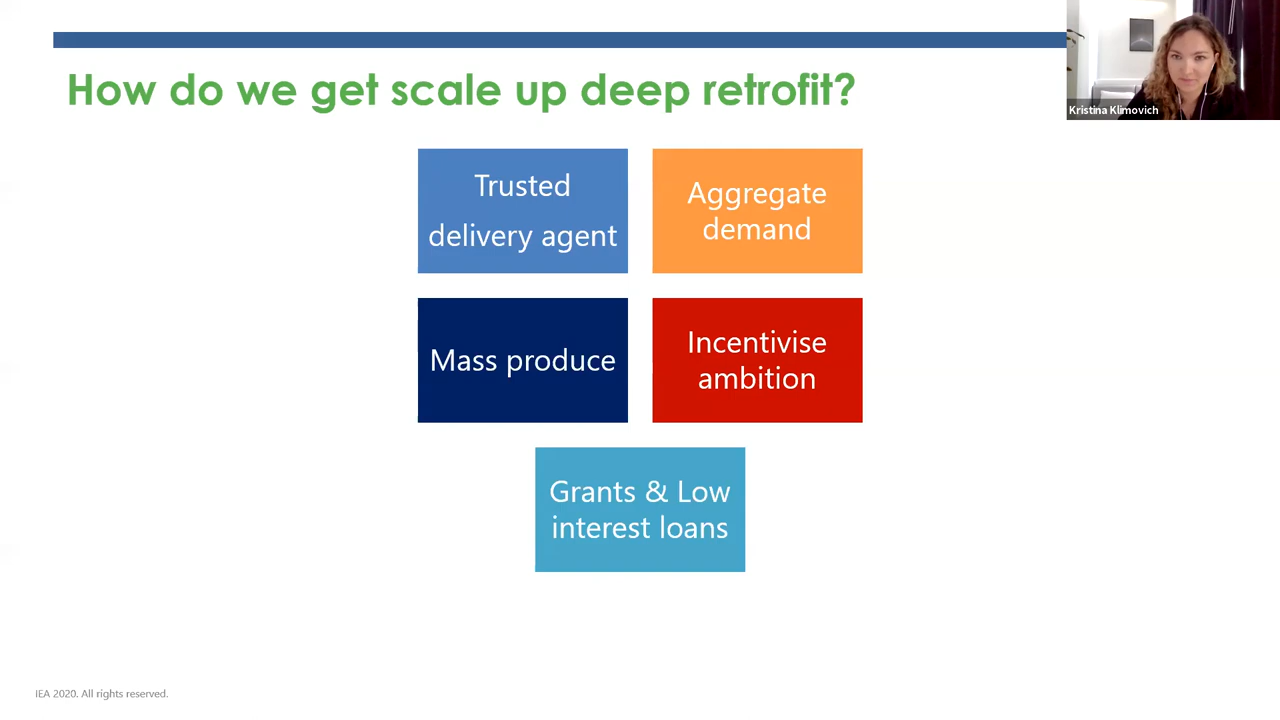 How do we get scale up deep retrofit?
Kristina Klimovich
Trusted
delivery agent
Aggregate
demand
Mass produce
Incentivise
ambition
Grants & Low
interest loans
IEA 2020. All rights reserved.